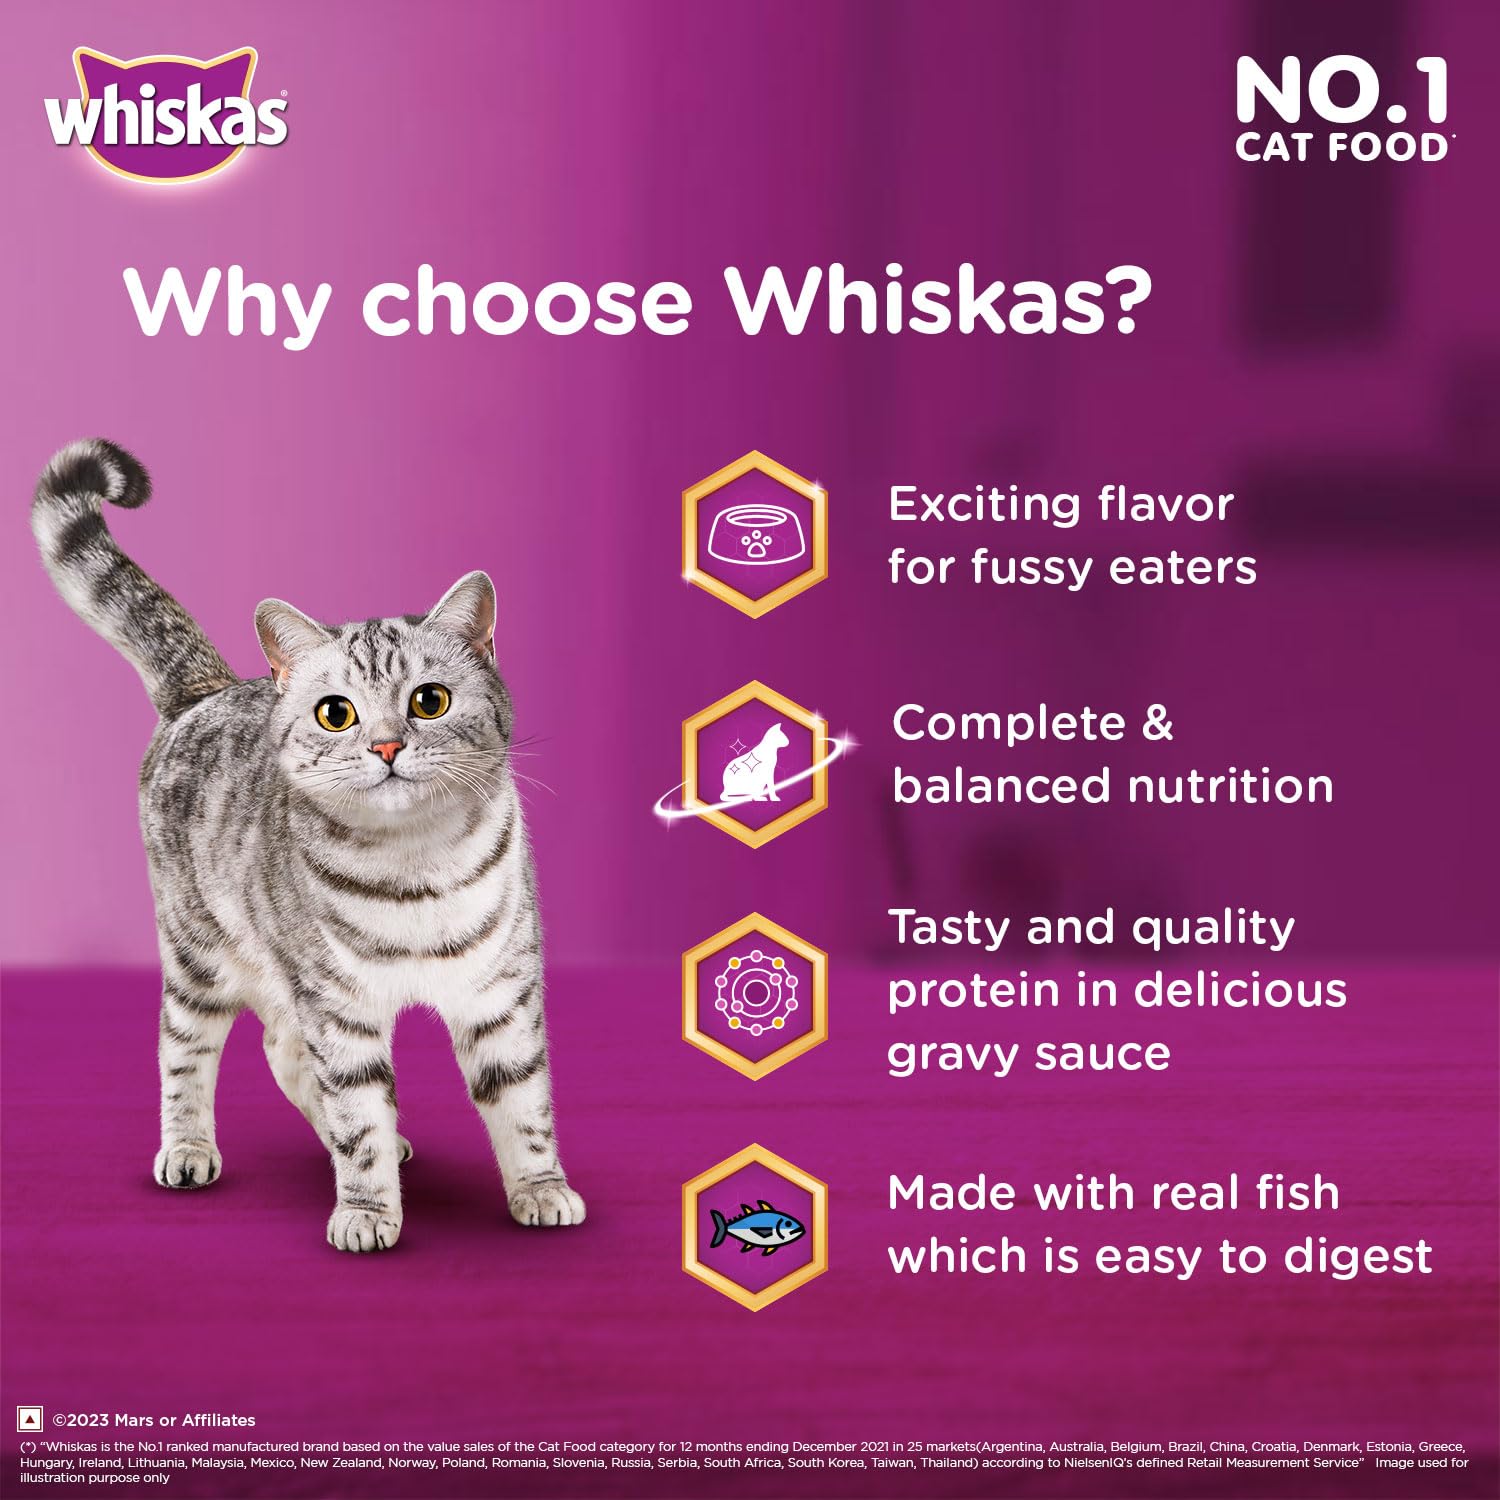 whiskas®
NO.1
CAT FOOD*
Why choose Whiskas?
Exciting flavor
for fussy eaters
Complete &
balanced nutrition
Tasty and quality
protein in delicious
gravy sauce
Made with real fish
which is easy to digest
©2023 Mars or Affiliates
(*) “Whiskas is the No.1 ranked manufactured brand based on the value sales of the Cat Food category for 12 months ending December 2021 in 25 markets(Argentina, Australia, Belgium, Brazil, China, Croatia, Denmark, Estonia, Greece,
Hungary, Ireland, Lithuania, Malaysia, Mexico, New Zealand, Norway, Poland, Romania, Slovenia, Russia, Serbia, South Africa, South Korea, Taiwan, Thailand) according to NielsenIQ's defined Retail Measurement Service” Image used for
illustration purpose only